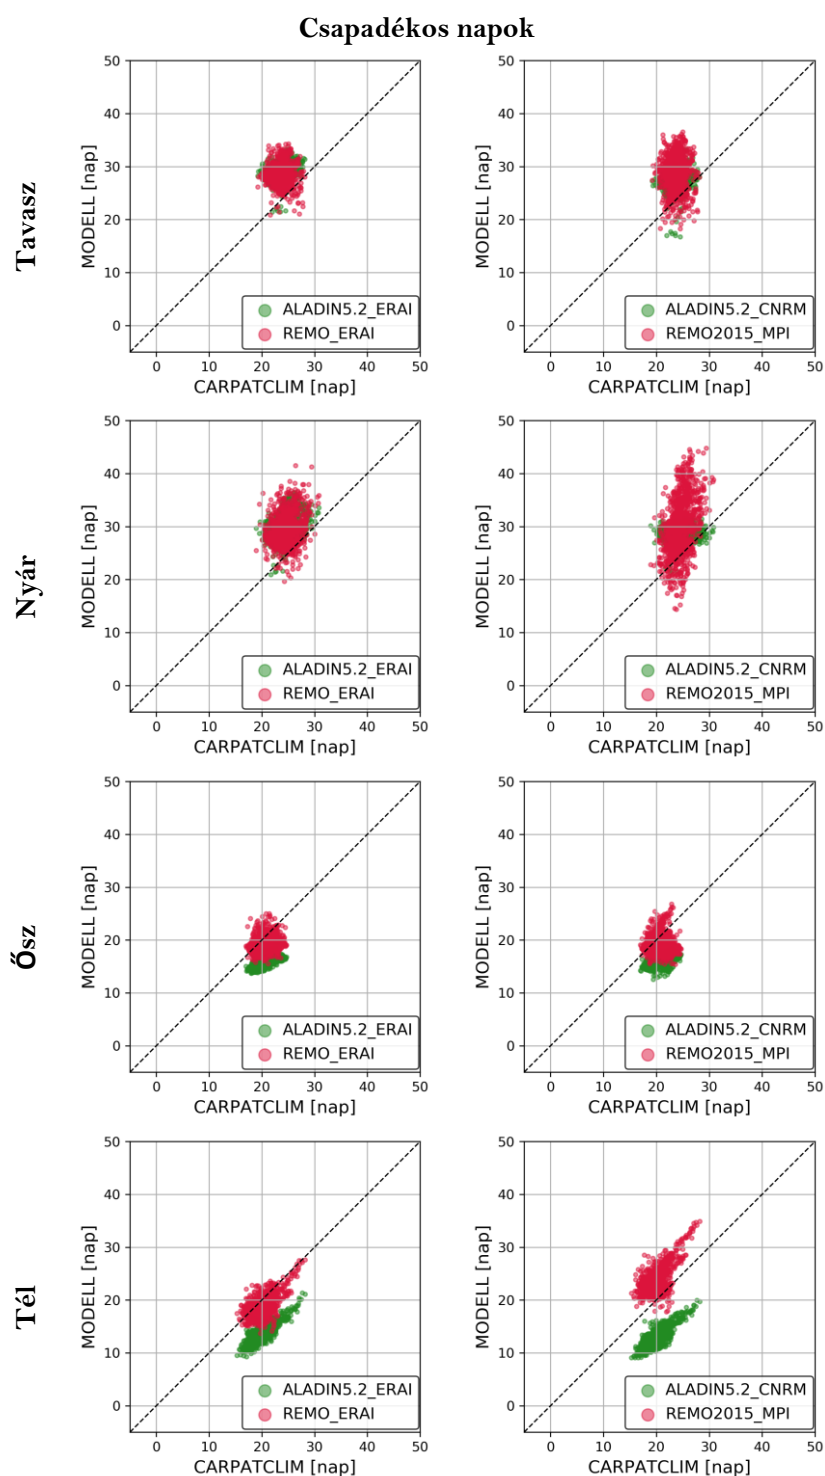 Csapadékos napok
Tavasz
50
40
30
20
10
0
MODELL [nap]
ALADIN5.2_ERAI
REMO_ERAI
0 10 20 30 40 50
CARPATCLIM [nap]
50
40
30
20
10
0
MODELL [nap]
ALADIN5.2_CNRM
REMO2015_MPI
0 10 20 30 40 50
CARPATCLIM [nap]
Nyár
50
40
30
20
10
0
MODELL [nap]
ALADIN5.2_ERAI
REMO_ERAI
0 10 20 30 40 50
CARPATCLIM [nap]
50
40
30
20
10
0
MODELL [nap]
ALADIN5.2_CNRM
REMO2015_MPI
0 10 20 30 40 50
CARPATCLIM [nap]
Ősz
50
40
30
20
10
0
MODELL [nap]
ALADIN5.2_ERAI
REMO_ERAI
0 10 20 30 40 50
CARPATCLIM [nap]
50
40
30
20
10
0
MODELL [nap]
ALADIN5.2_CNRM
REMO2015_MPI
0 10 20 30 40 50
CARPATCLIM [nap]
Tél
50
40
30
20
10
0
MODELL [nap]
ALADIN5.2_ERAI
REMO_ERAI
0 10 20 30 40 50
CARPATCLIM [nap]
50
40
30
20
10
0
MODELL [nap]
ALADIN5.2_CNRM
REMO2015_MPI
0 10 20 30 40 50
CARPATCLIM [nap]